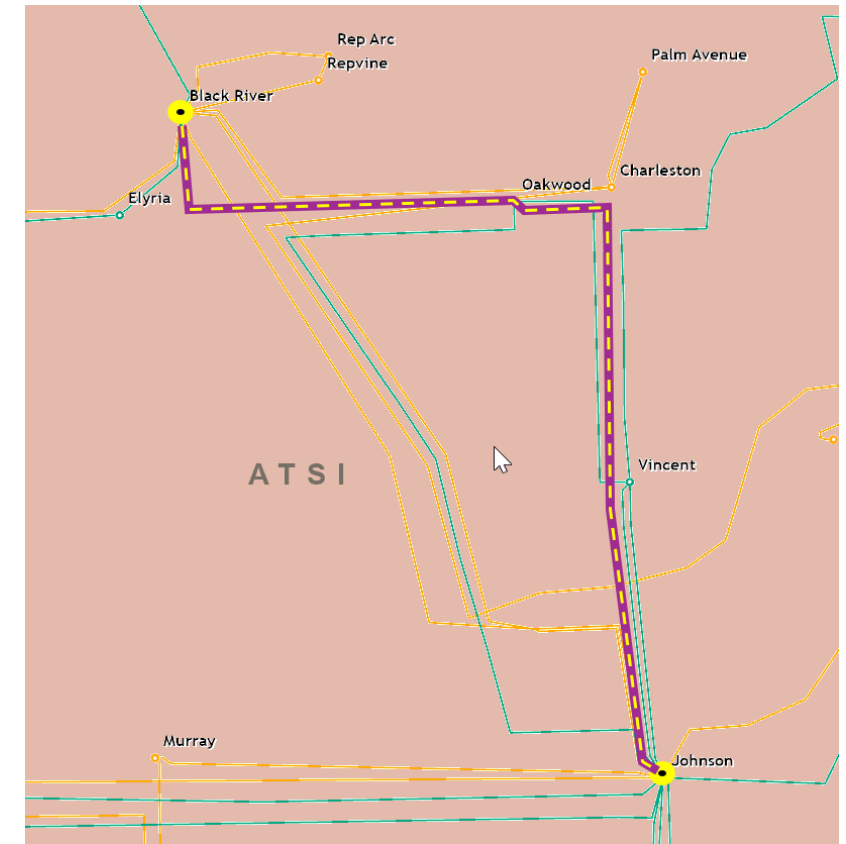 Rep Arc
Repvine
Palm Avenue
Black River
Charleston
Oakwood
Elyria
Vincent
ATSI
Murray
Johnson